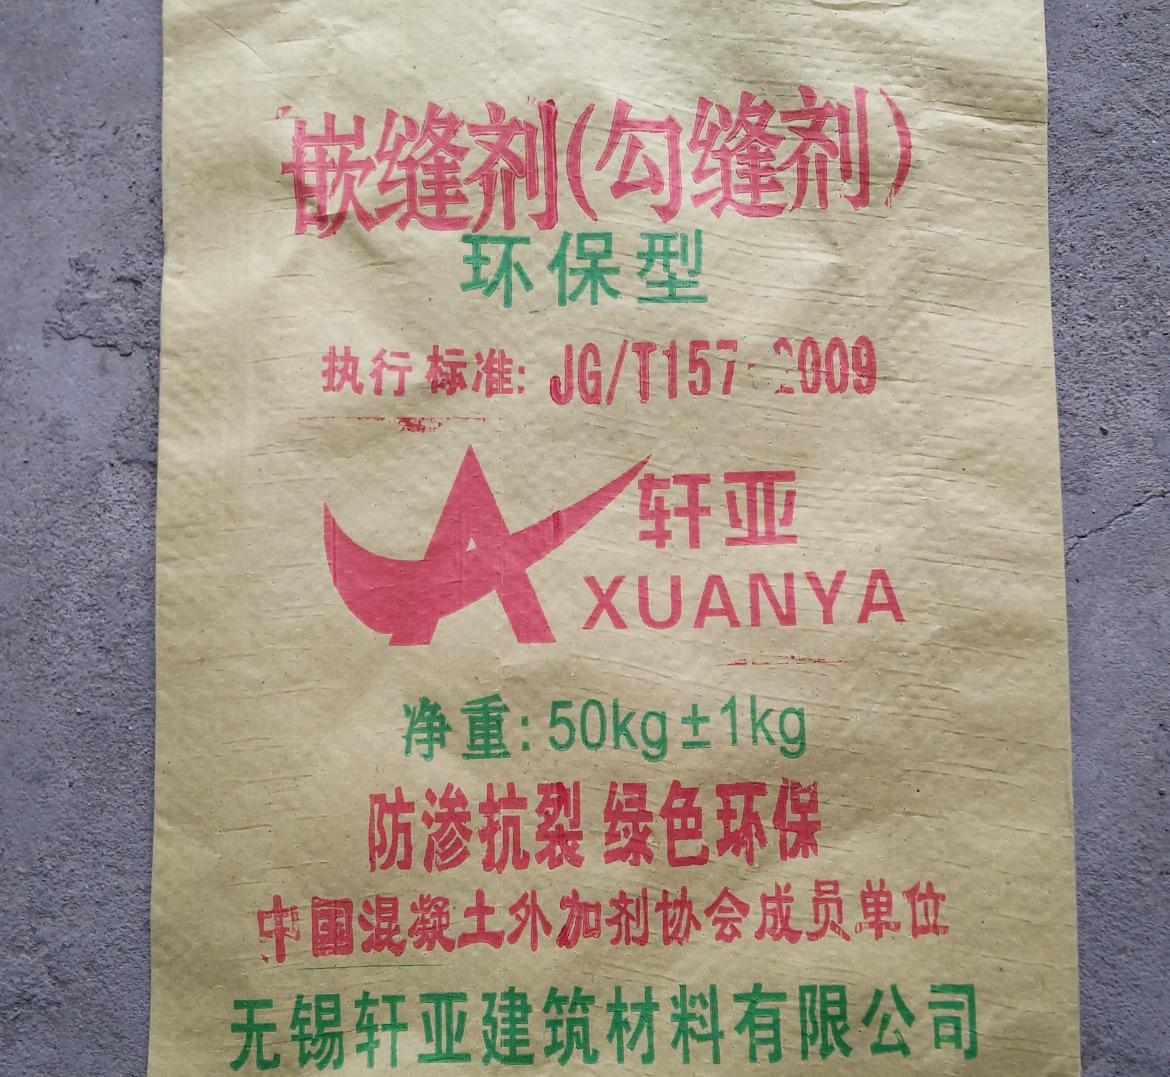 嵌缝剂(勾缝剂)
环保型
执行标准: JG/T157-2009
轩亚
XUANYA
净重:50kg±1kg
防渗抗裂 绿色环保
中国混凝土外加剂协会成员单位
无锡轩亚建筑材料有限公司